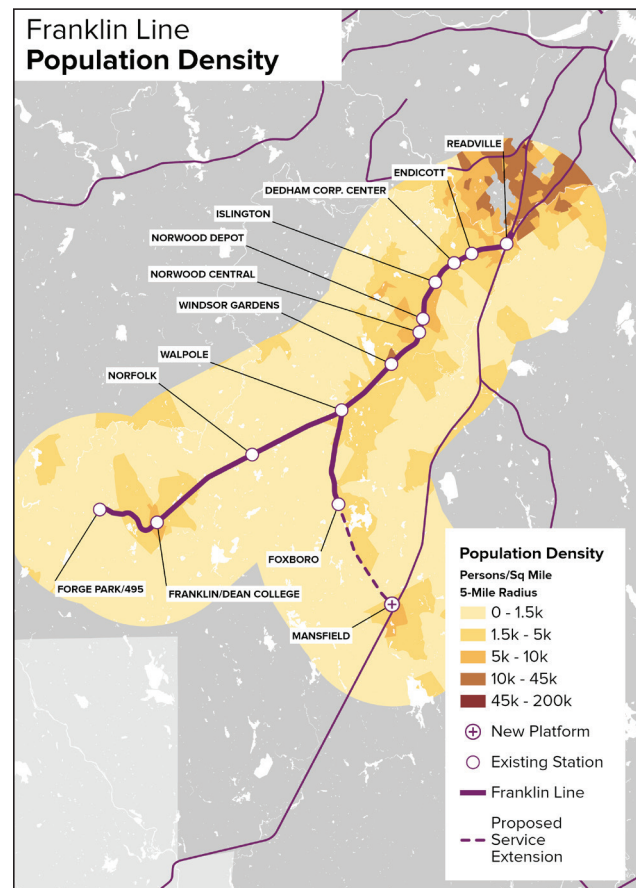 Franklin Line
Population Density
READVILLE
ENDICOTT
DEDHAM CORP. CENTER
ISLINGTON
NORWOOD DEPOT
NORWOOD CENTRAL
WINDSOR GARDENS
WALPOLE
NORFOLK
FOXBORO
FORGE PARK/495
FRANKLIN/DEAN COLLEGE
MANSFIELD
Population Density
Persons/Sq Mile
5-Mile Radius
0 - 1.5k
1.5k - 5k
5k - 10k
10k - 45k
45k - 200k
New Platform
Existing Station
Franklin Line
Proposed
Service
Extension